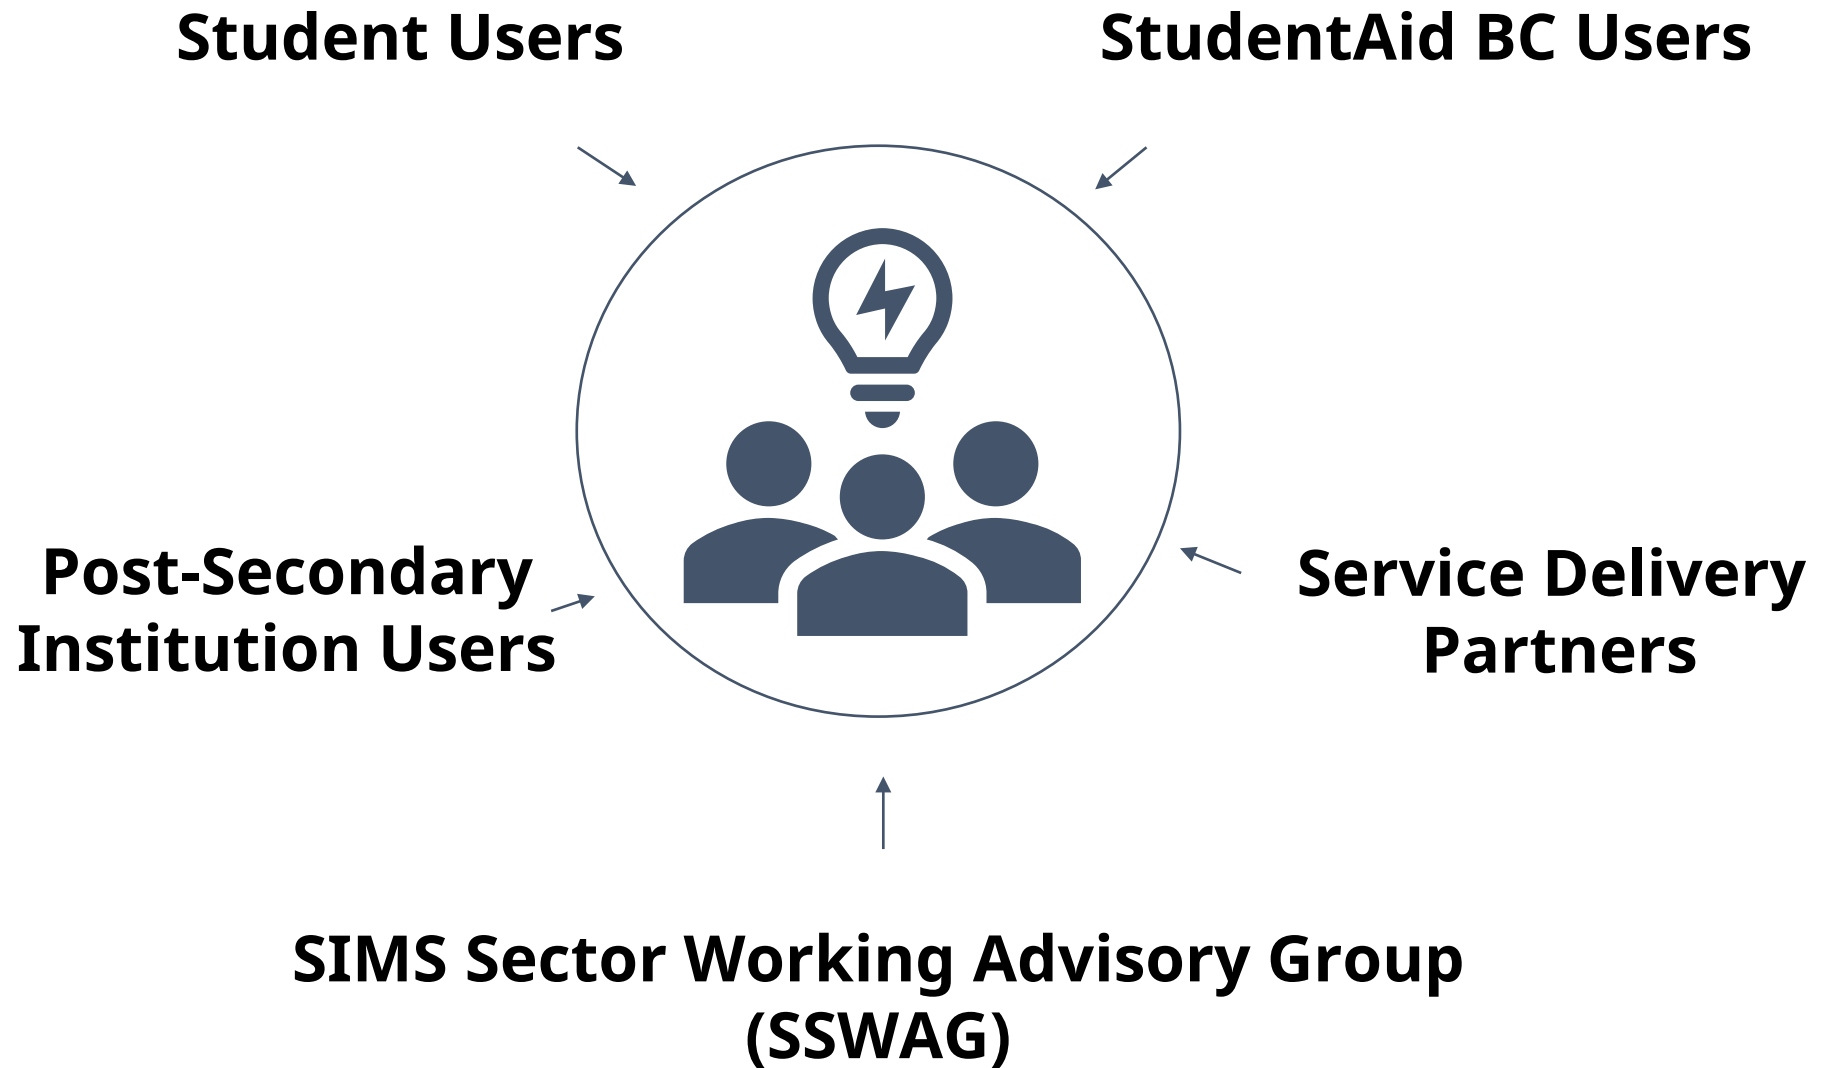 Student Users
StudentAid BC Users
Post-Secondary
Institution Users
Service Delivery
Partners
SIMS Sector Working Advisory Group
(SSWAG)